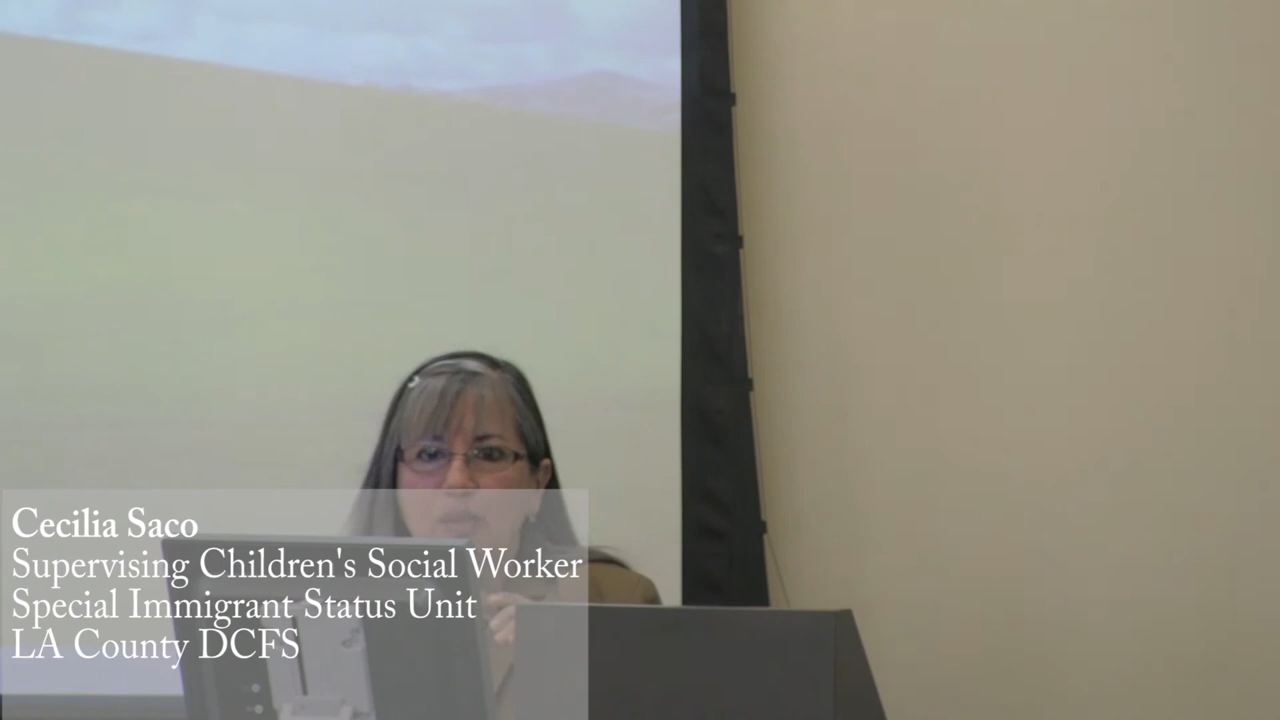 Cecilia Saco
Supervising Children's Social Worker
Special Immigrant Status Unit
LA County DCFS